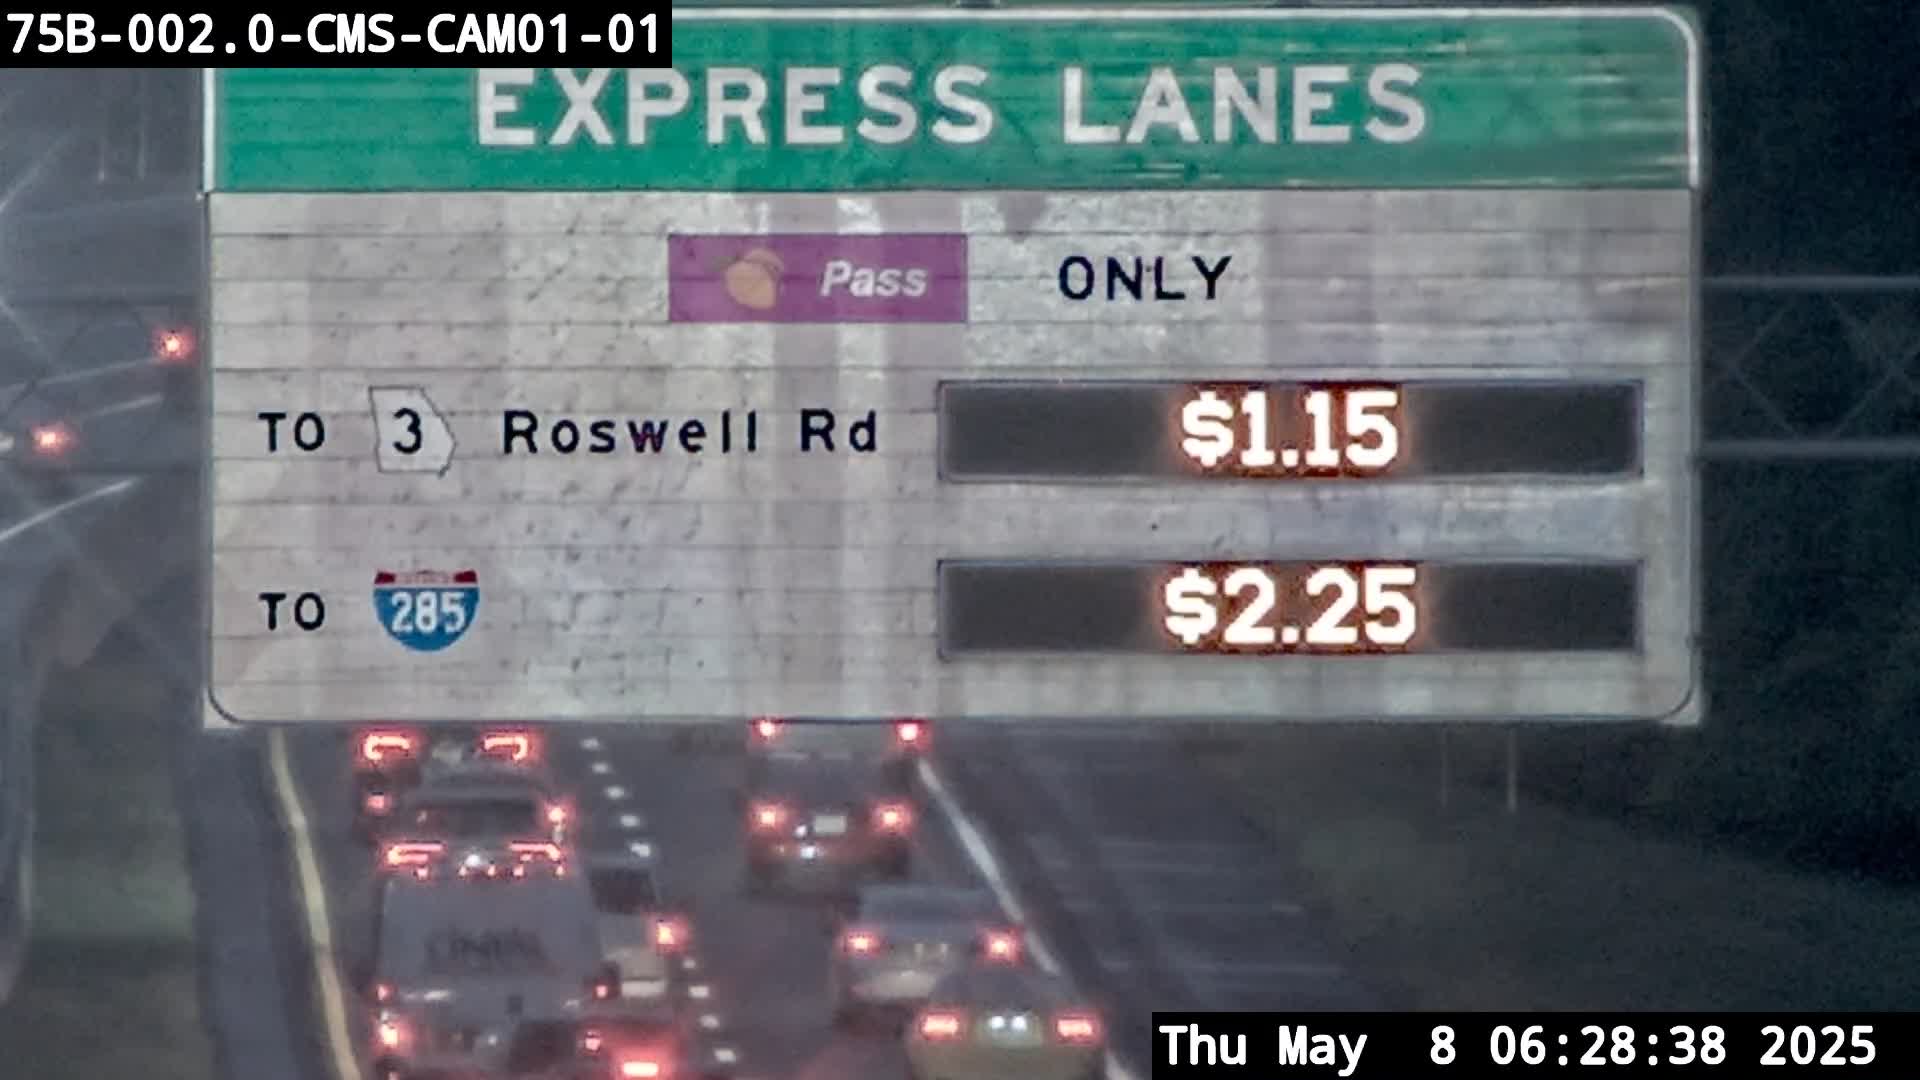 75B-002.0-CMS-CAM01-01
EXPRESS LANES
Pass ONLY
TO 3 Roswell Rd $1.15
TO 285 $2.25
Thu May 8 06:28:38 2025